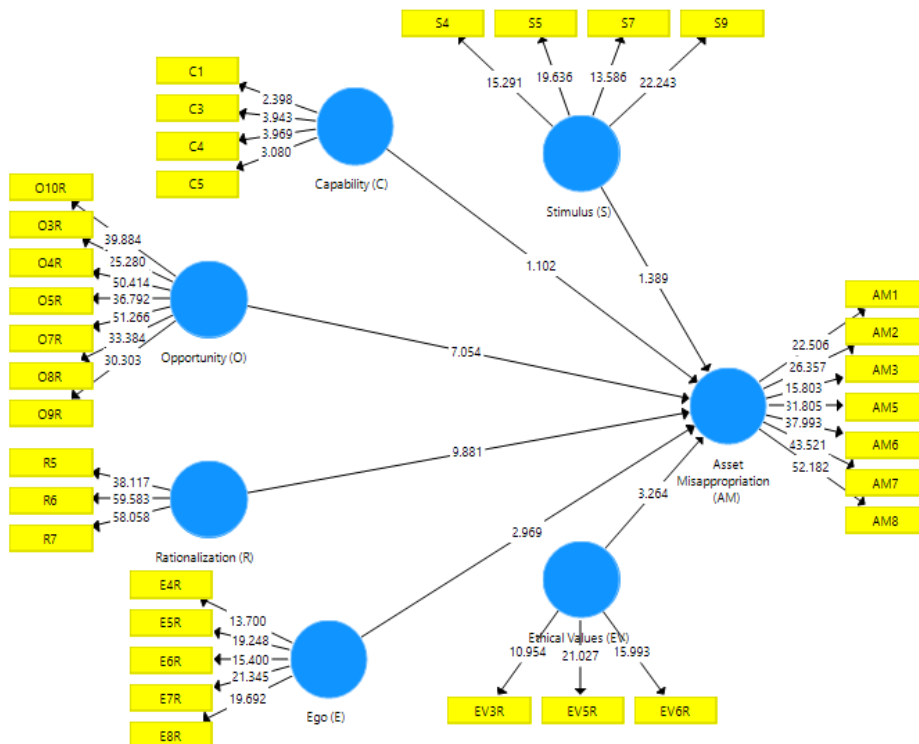 S4
S5
S7
S9
15.291
19.636
13.586
22.243
Stimulus (S)
C1
C3
C4
C5
2.398
3.943
3.969
3.080
Capability (C)
1.102
1.389
O10R
O3R
O4R
O5R
O7R
O8R
O9R
39.884
25.280
50.414
36.792
51.266
33.384
30.303
Opportunity (O)
7.054
AM1
AM2
AM3
AM5
AM6
AM7
AM8
22.506
26.357
15.803
31.805
37.993
43.521
52.182
Asset
Misappropriation
(AM)
R5
R6
R7
38.117
59.583
58.058
Rationalization (R)
9.881
E4R
E5R
E6R
E7R
E8R
13.700
19.248
15.400
21.345
19.692
Ego (E)
2.969
3.264
Ethical Values (EV)
10.954
21.027
15.993
EV3R
EV5R
EV6R